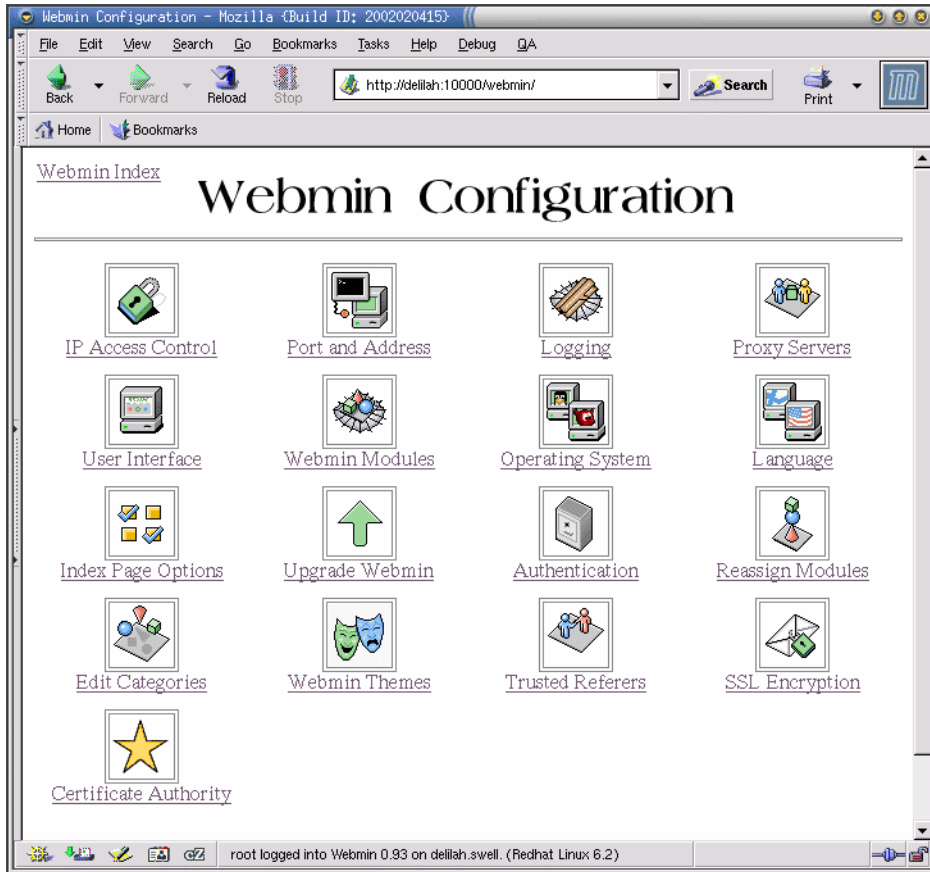 Webmin Configuration - Mozilla {Build ID: 2002020415}
File Edit View Search Go Bookmarks Tasks Help Debug QA
Back Forward Reload Stop http://delilah:10000/webmin/ Search Print
Home Bookmarks
Webmin Index
Webmin Configuration
IP Access Control Port and Address Logging Proxy Servers
User Interface Webmin Modules Operating System Language
Index Page Options Upgrade Webmin Authentication Reassign Modules
Edit Categories Webmin Themes Trusted Referers SSL Encryption
Certificate Authority
root logged into Webmin 0.93 on delilah.swell. (Redhat Linux 6.2)